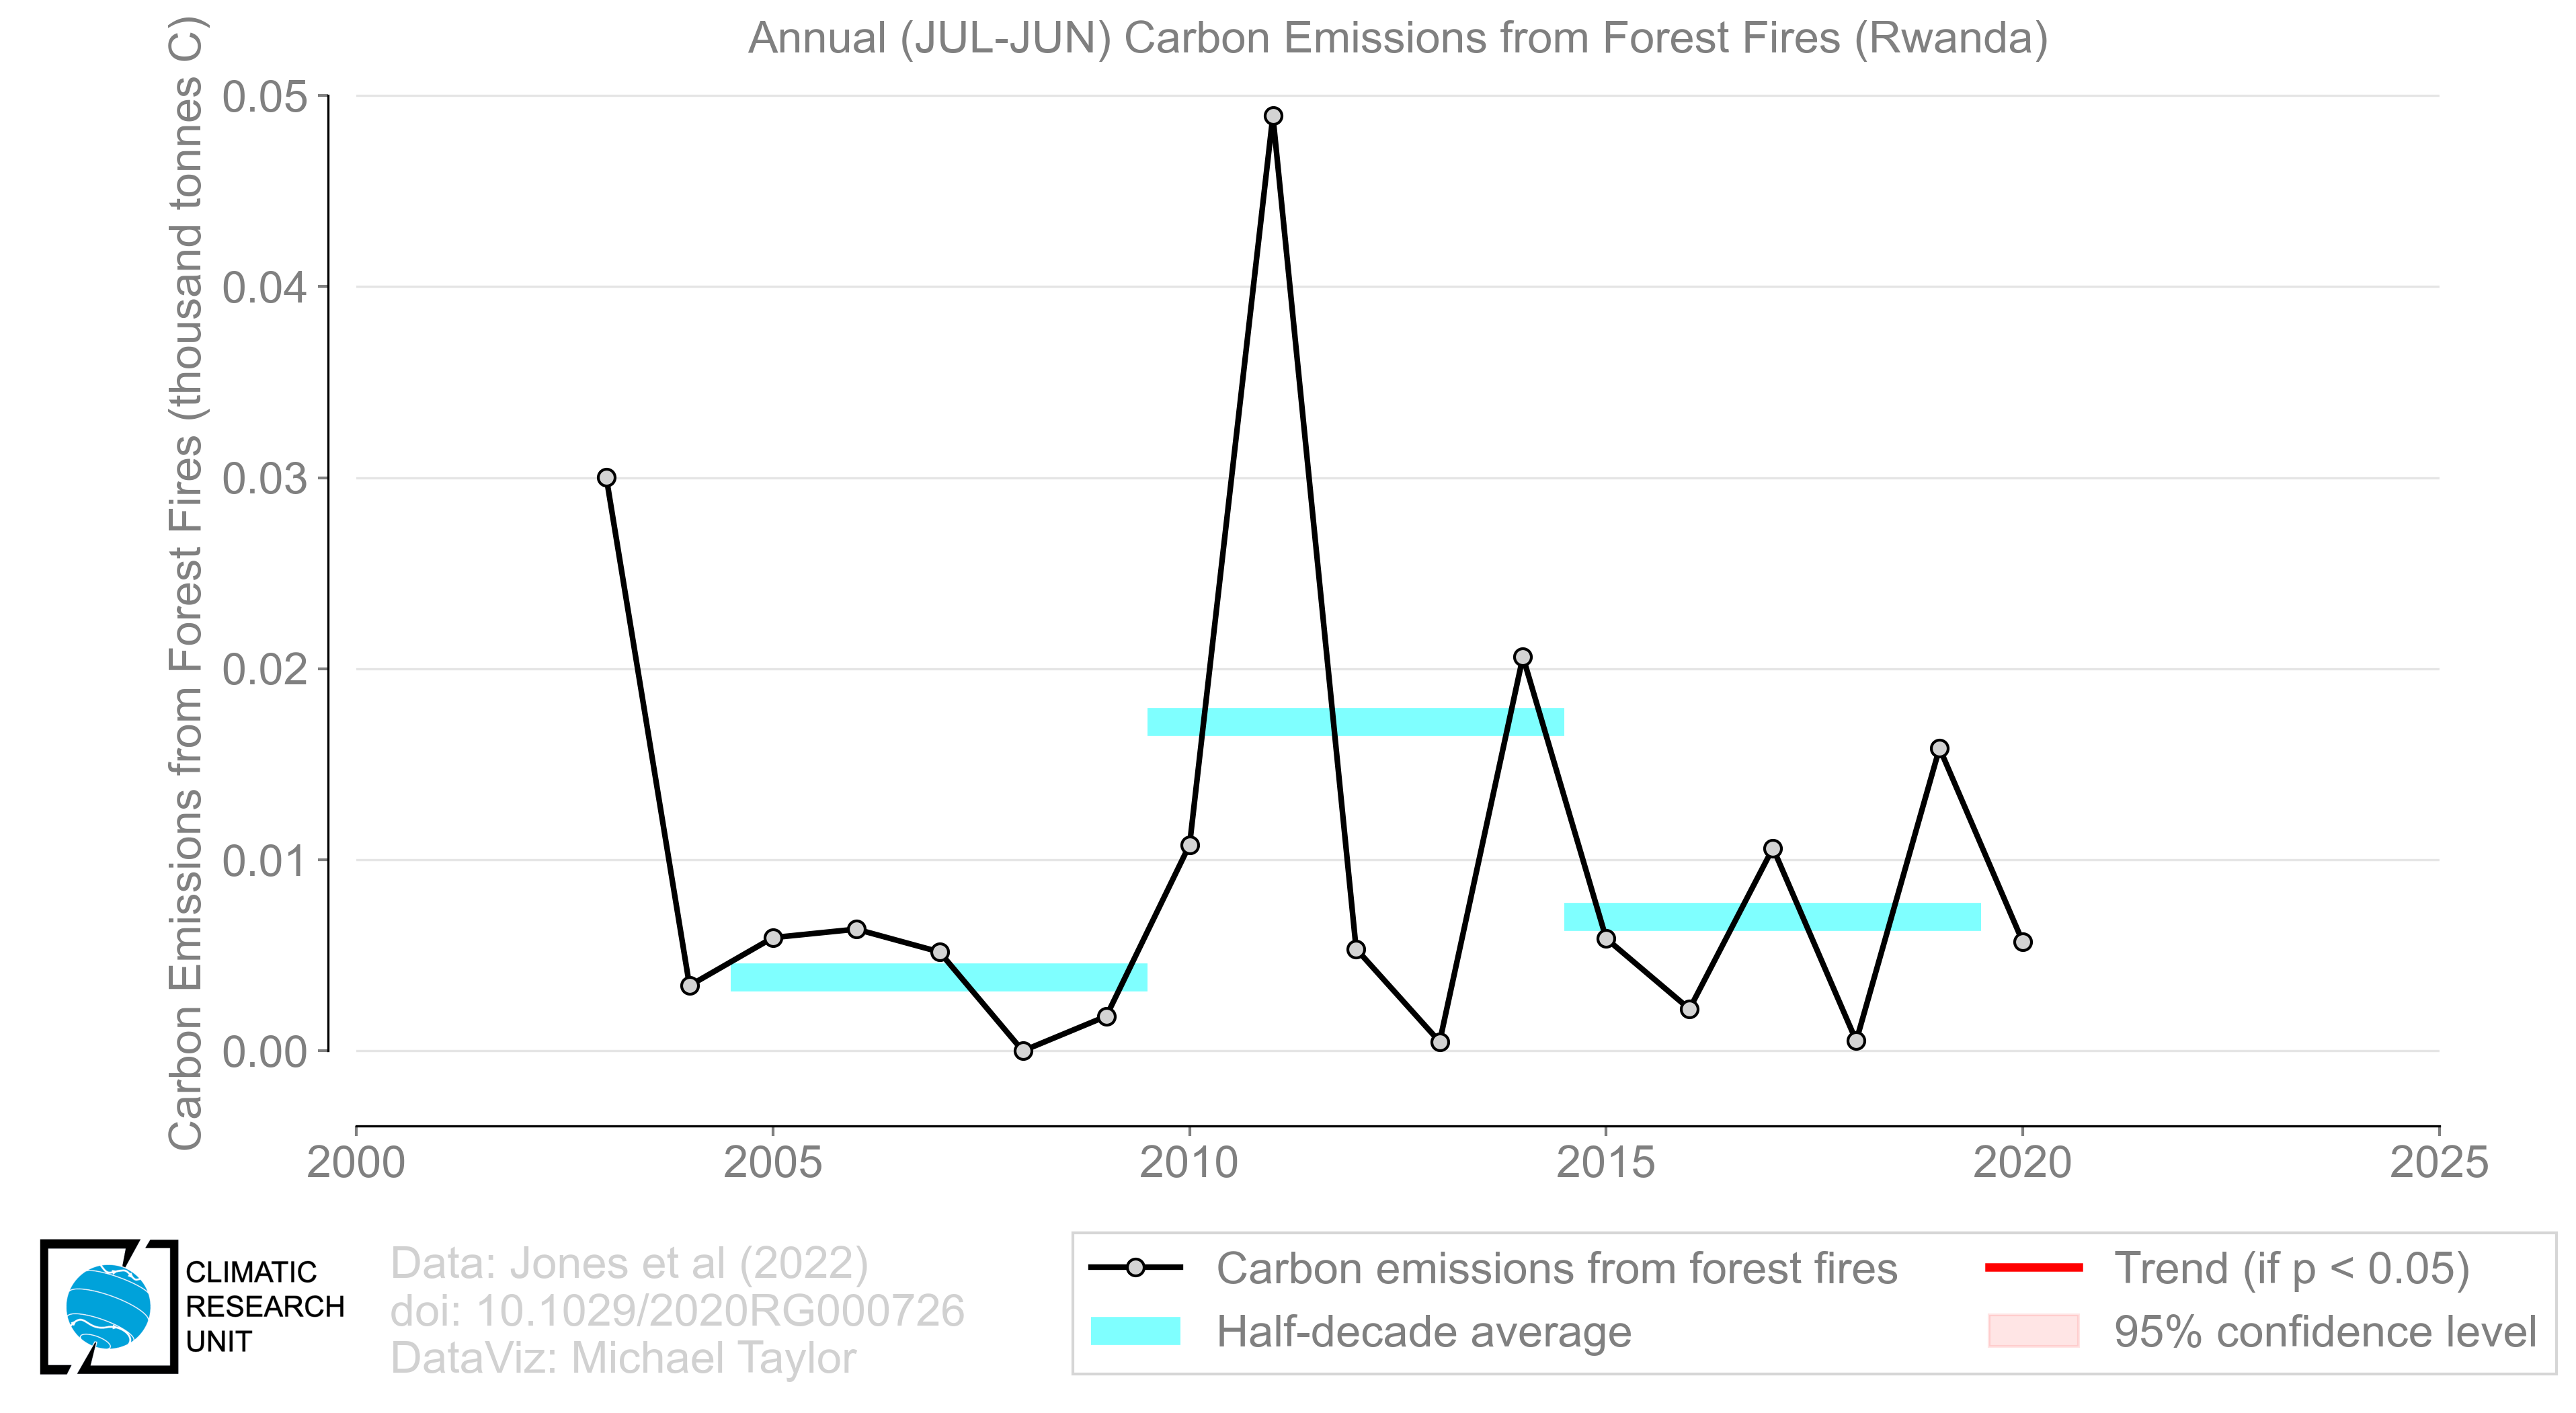 Annual (JUL-JUN) Carbon Emissions from Forest Fires (Rwanda)
Carbon Emissions from Forest Fires (thousand tonnes C)
0.05
0.04
0.03
0.02
0.01
0.00
2000 2005 2010 2015 2020 2025
CLIMATIC
RESEARCH
UNIT
Data: Jones et al (2022)
doi: 10.1029/2020RG000726
DataViz: Michael Taylor
Carbon emissions from forest fires
Half-decade average
Trend (if p < 0.05)
95% confidence level